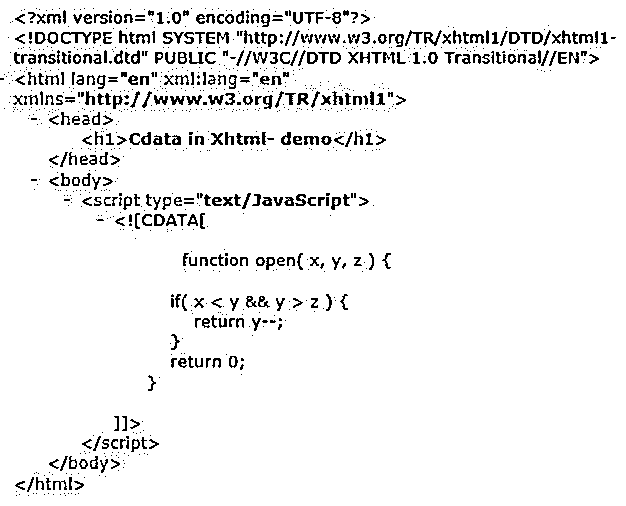 <?xml version="1.0" encoding="UTF-8"?>
<!DOCTYPE html SYSTEM "http://www.w3.org/TR/xhtml1/DTD/xhtml1-
transitional.dtd" PUBLIC "-//W3C//DTD XHTML 1.0 Transitional//EN">
- <html lang="en" xml:lang="en"
xmlns="http://www.w3.org/TR/xhtml1">
- <head>
<h1>Cdata in Xhtml- demo</h1>
</head>
- <body>
- <script type="text/JavaScript">
- <![CDATA[
function open( x, y, z ) {
if( x < y && y > z ) {
return y--;
}
return 0;
}
]]>
</script>
</body>
</html>